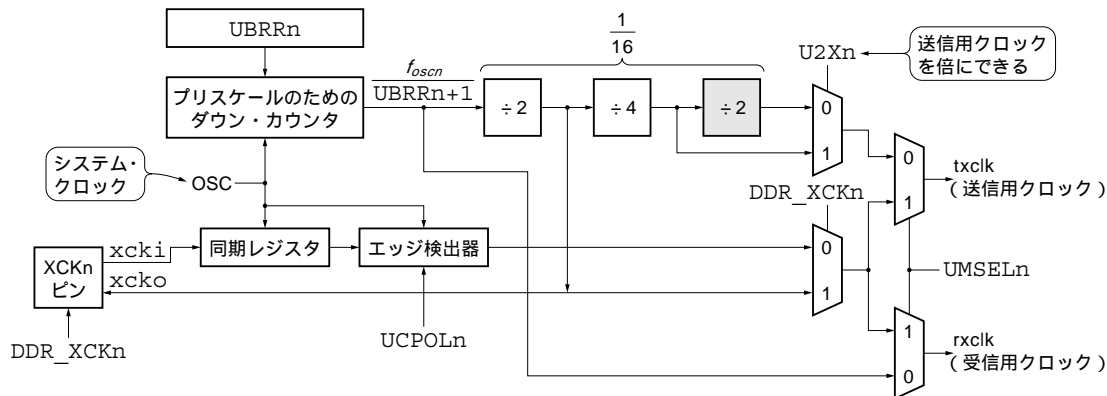 UBRRn
プリスケールのための
ダウン・カウンタ
foscn
UBRRn+1
1
16
÷2
÷4
÷2
U2Xn
送信用クロック
を倍にできる
0
1
システム・
クロック
OSC
DDR_XCKn
0
1
txclk
(送信用クロック)
XCKn
ピン
xcki
xcko
同期レジスタ
エッジ検出器
0
1
UMSELn
DDR_XCKn
UCPOLn
1
0
rxclk
(受信用クロック)